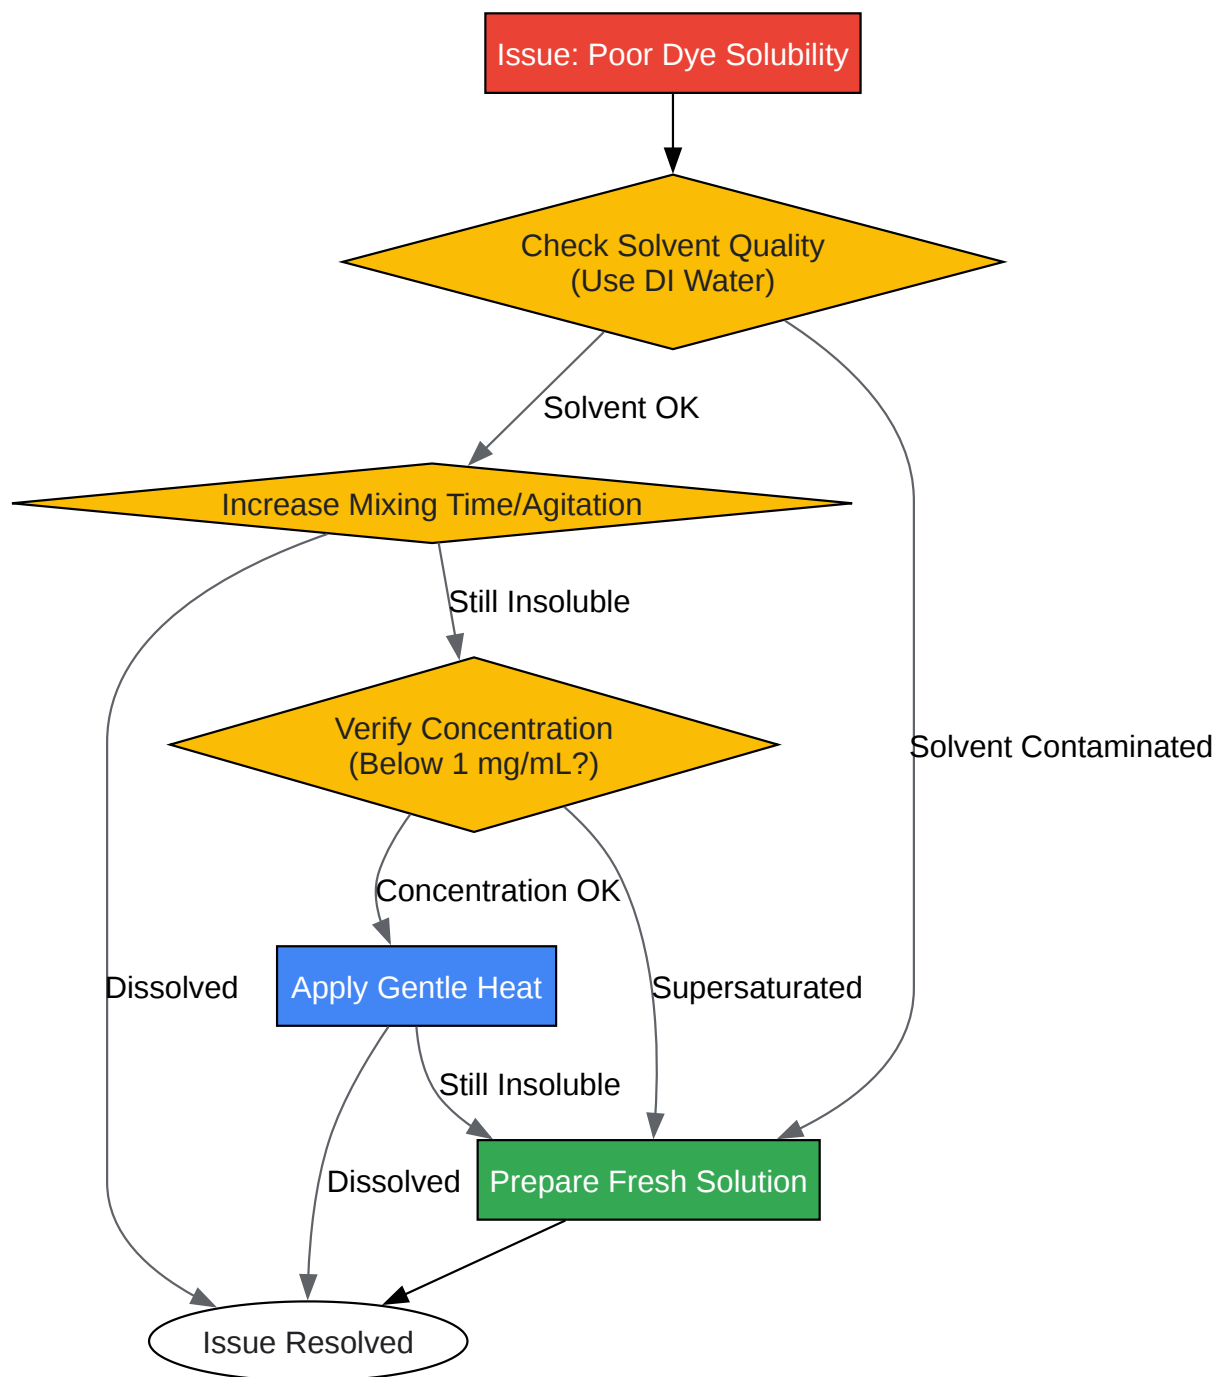 Issue: Poor Dye Solubility
Check Solvent Quality
(Use DI Water)
Solvent OK
Increase Mixing Time/Agitation
Still Insoluble
Verify Concentration
(Below 1 mg/mL?)
Solvent Contaminated
Concentration OK
Dissolved
Apply Gentle Heat
Supersaturated
Still Insoluble
Dissolved
Prepare Fresh Solution
Issue Resolved